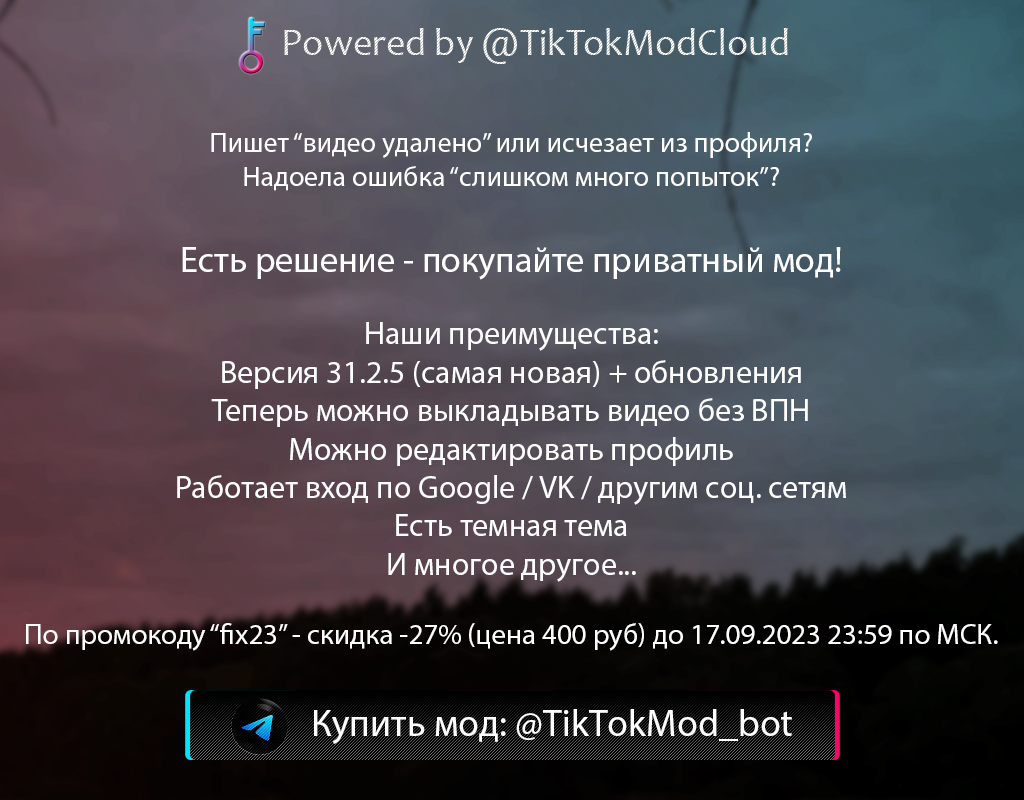 Powered by @TikTokModCloud
Пишет “видео удалено” или исчезает из профиля?
Надоела ошибка “слишком много попыток”?
Есть решение - покупайте приватный мод!
Наши преимущества:
Версия 31.2.5 (самая новая) + обновления
Теперь можно выкладывать видео без ВПН
Можно редактировать профиль
Работает вход по Google / VK / другим соц. сетям
Есть темная тема
И многое другое...
По промокоду “fix23” - скидка -27% (цена 400 руб) до 17.09.2023 23:59 по МСК.
Купить мод: @TikTokMod_bot